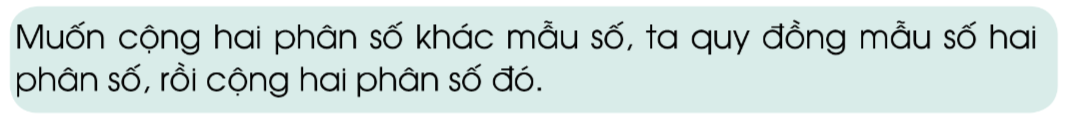 Muốn cộng hai phân số khác mẫu số, ta quy đồng mẫu số hai
phân số, rồi cộng hai phân số đó.